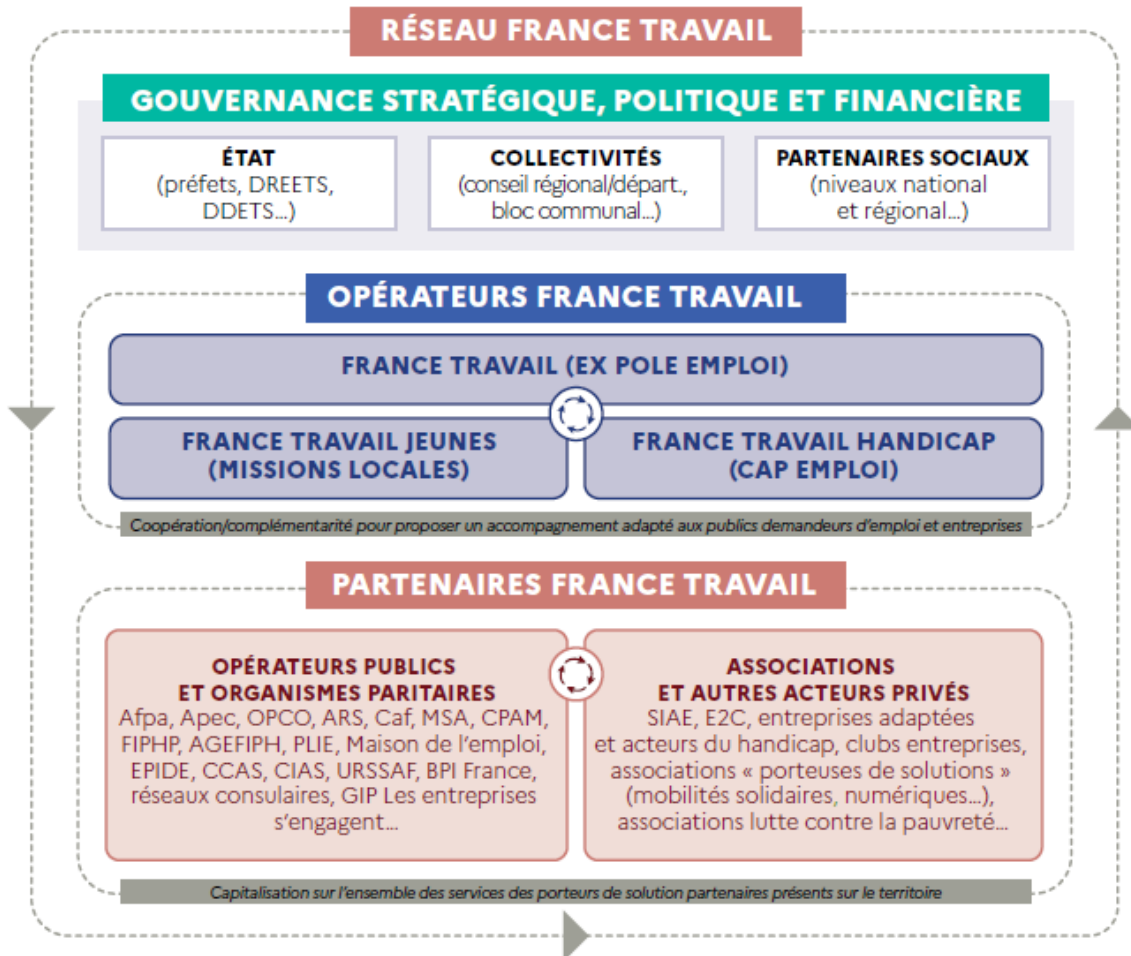 RÉSEAU FRANCE TRAVAIL
GOUVERNANCE STRATÉGIQUE, POLITIQUE ET FINANCIÈRE
ÉTAT
(préfets, DREETS,
DDETS...)
COLLECTIVITÉS
(conseil régional/départ.,
bloc communal...)
PARTENAIRES SOCIAUX
(niveaux national
et régional...)
OPÉRATEURS FRANCE TRAVAIL
FRANCE TRAVAIL (EX POLE EMPLOI)
FRANCE TRAVAIL JEUNES
(MISSIONS LOCALES)
FRANCE TRAVAIL HANDICAP
(CAP EMPLOI)
Coopération/complémentarité pour proposer un accompagnement adapté aux publics demandeurs d'emploi et entreprises
PARTENAIRES FRANCE TRAVAIL
OPÉRATEURS PUBLICS
ET ORGANISMES PARITAIRES
Afpa, Apec, OPCO, ARS, Caf, MSA, CPAM,
FIPHP, AGEFIPH, PLIE, Maison de l'emploi,
EPIDE, CCAS, CIAS, URSSAF, BPI France,
réseaux consulaires, GIP Les entreprises
s'engagent...
ASSOCIATIONS
ET AUTRES ACTEURS PRIVÉS
SIAE, E2C, entreprises adaptées
et acteurs du handicap, clubs entreprises,
associations « porteuses de solutions »
(mobilités solidaires, numériques...),
associations lutte contre la pauvreté...
Capitalisation sur l'ensemble des services des porteurs de solution partenaires présents sur le territoire